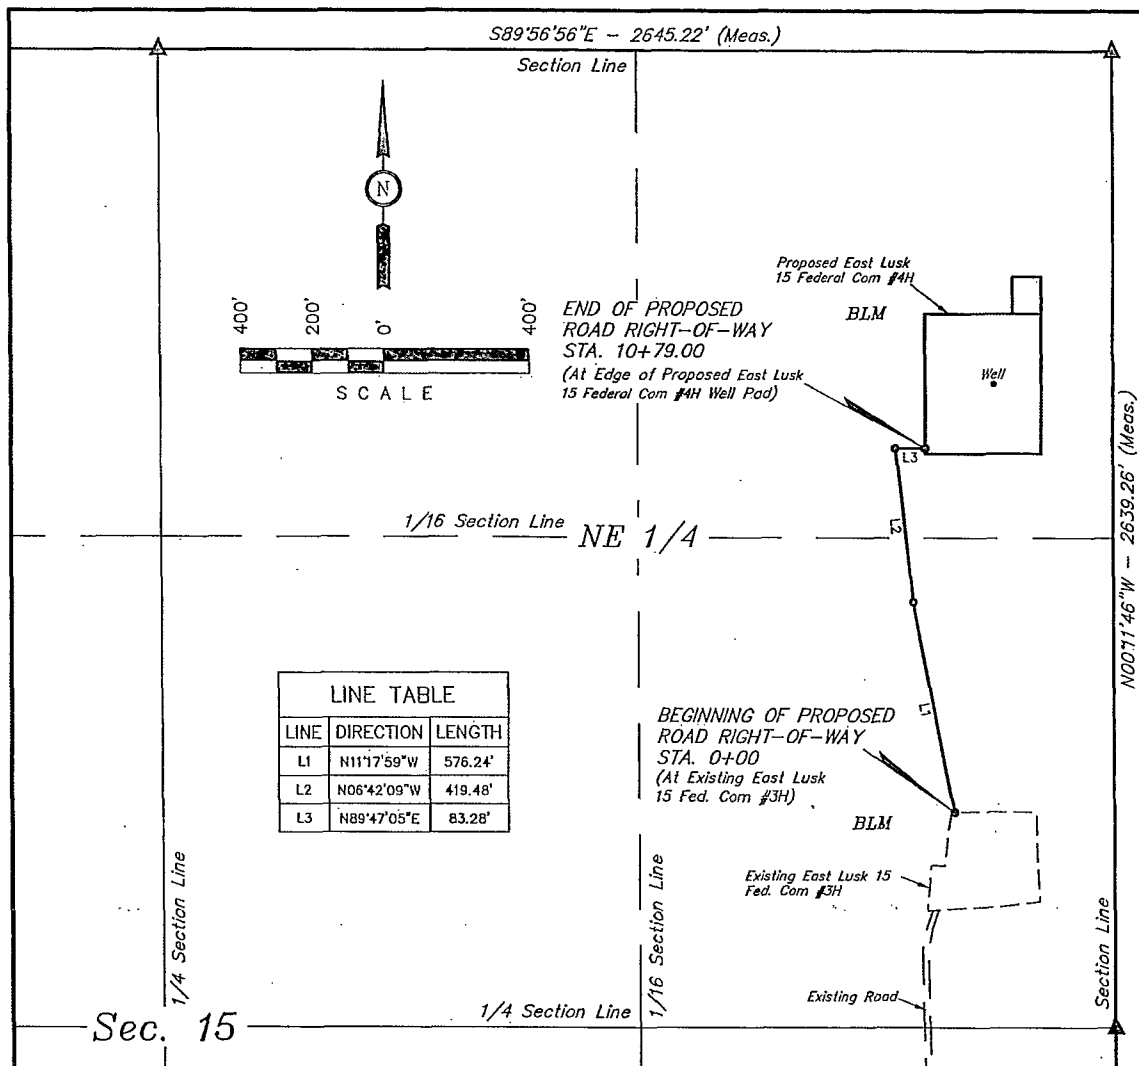 S89°56'56"E - 2645.22' (Meas.)
Section Line
N
400'
200'
0'
400'
SCALE
Proposed East Lusk
15 Federal Com #4H
BLM
END OF PROPOSED
ROAD RIGHT-OF-WAY
STA. 10+79.00
(At Edge of Proposed East Lusk
15 Federal Com #4H Well Pad)
Well
L3
N00°11'46"W - 2639.26' (Meas.)
1/16 Section Line
NE 1/4
L2
LINE TABLE
LINE DIRECTION LENGTH
L1 N11°17'59"W 576.24'
L2 N06°42'09"W 419.48'
L3 N89°47'05"E 83.28'
L1
BEGINNING OF PROPOSED
ROAD RIGHT-OF-WAY
STA. 0+00
(At Existing East Lusk
15 Fed. Com #3H)
BLM
Existing East Lusk 15
Fed. Com #3H
1/4 Section Line
1/16 Section Line
Section Line
Existing Road
1/4 Section Line
Sec. 15